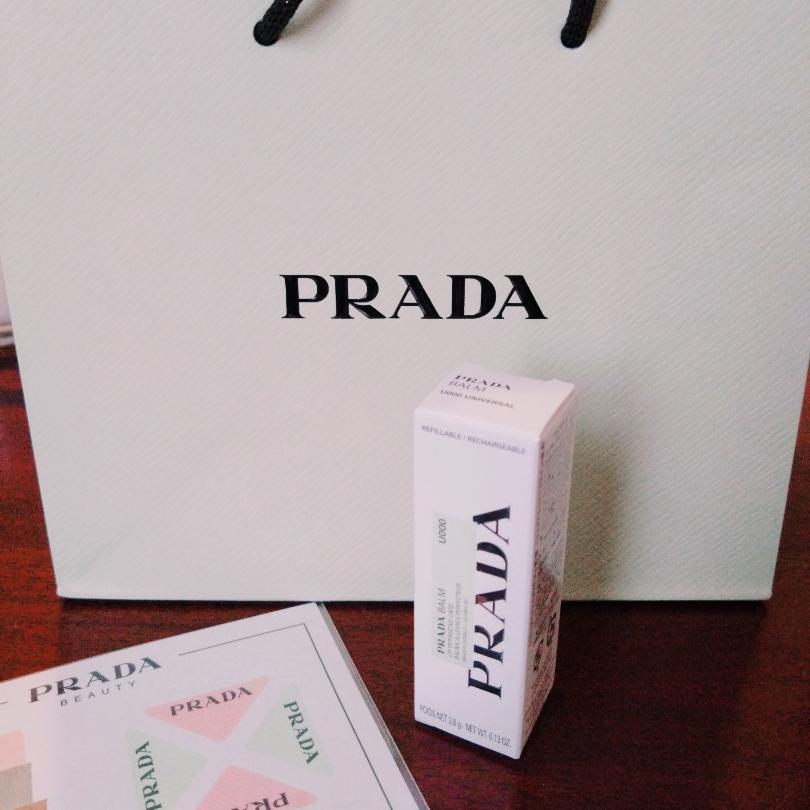 PRADA
PRADA
BALM
U000 UNIVERSAL
REFILLABLE / RECHARGEABLE
U000
PRADA BALM
PRADA
POIDS NET 3.8 g - NET WT. 0.13 OZ.
PRADA
BEAUTY
PRADA
PRADA
PRADA
PRADA